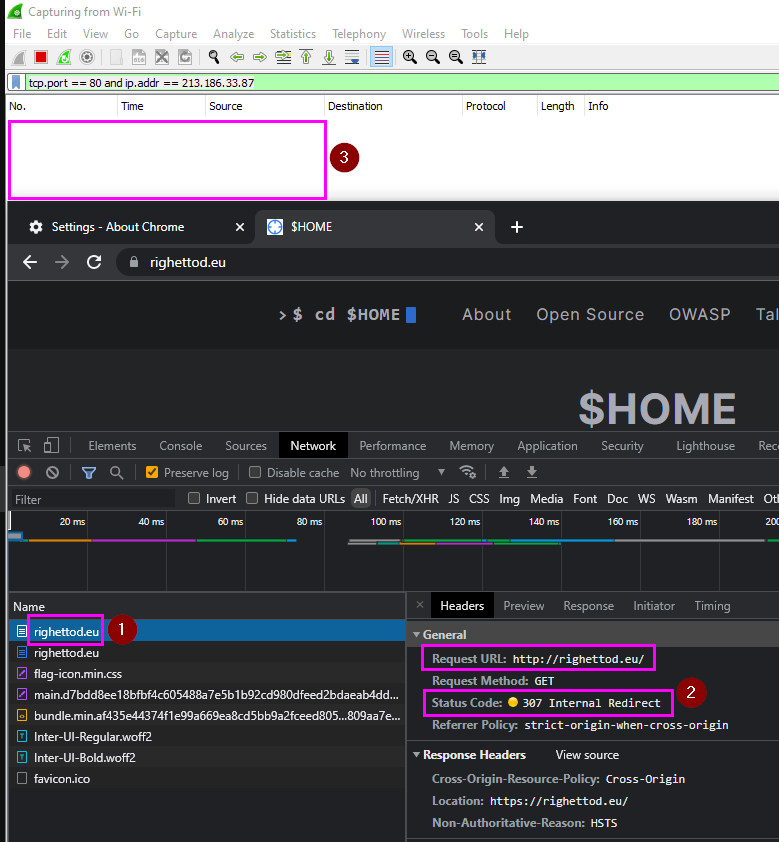 Capturing from Wi-Fi
File Edit View Go Capture Analyze Statistics Telephony Wireless Tools Help
tcp.port == 80 and ip.addr == 213.186.33.87
No. Time Source Destination Protocol Length Info
3
Settings - About Chrome $HOME
righettod.eu
>$ cd $HOME About Open Source OWASP Tal
$HOME
Elements Console Sources Network Performance Memory Application Security Lighthouse Rec
Preserve log Disable cache No throttling
Filter Invert Hide data URLs All Fetch/XHR JS CSS Img Media Font Doc WS Wasm Manifest Oth
20 ms 40 ms 60 ms 80 ms 100 ms 120 ms 140 ms 160 ms 180 ms 200
Name
righettod.eu 1
righettod.eu
flag-icon.min.css
main.d7bdd8ee18bfbf4c605488a7e5b1b92cd980dfeed2bdaeab4dd...
bundle.min.af435e44374f1e99a669ea8cd5bb9a2fceed805...809aa7e...
Inter-UI-Regular.woff2
Inter-UI-Bold.woff2
favicon.ico
Headers Preview Response Initiator Timing
General
Request URL: http://righettod.eu/
Request Method: GET
Status Code: 307 Internal Redirect
2
Referrer Policy: strict-origin-when-cross-origin
Response Headers View source
Cross-Origin-Resource-Policy: Cross-Origin
Location: https://righettod.eu/
Non-Authoritative-Reason: HSTS